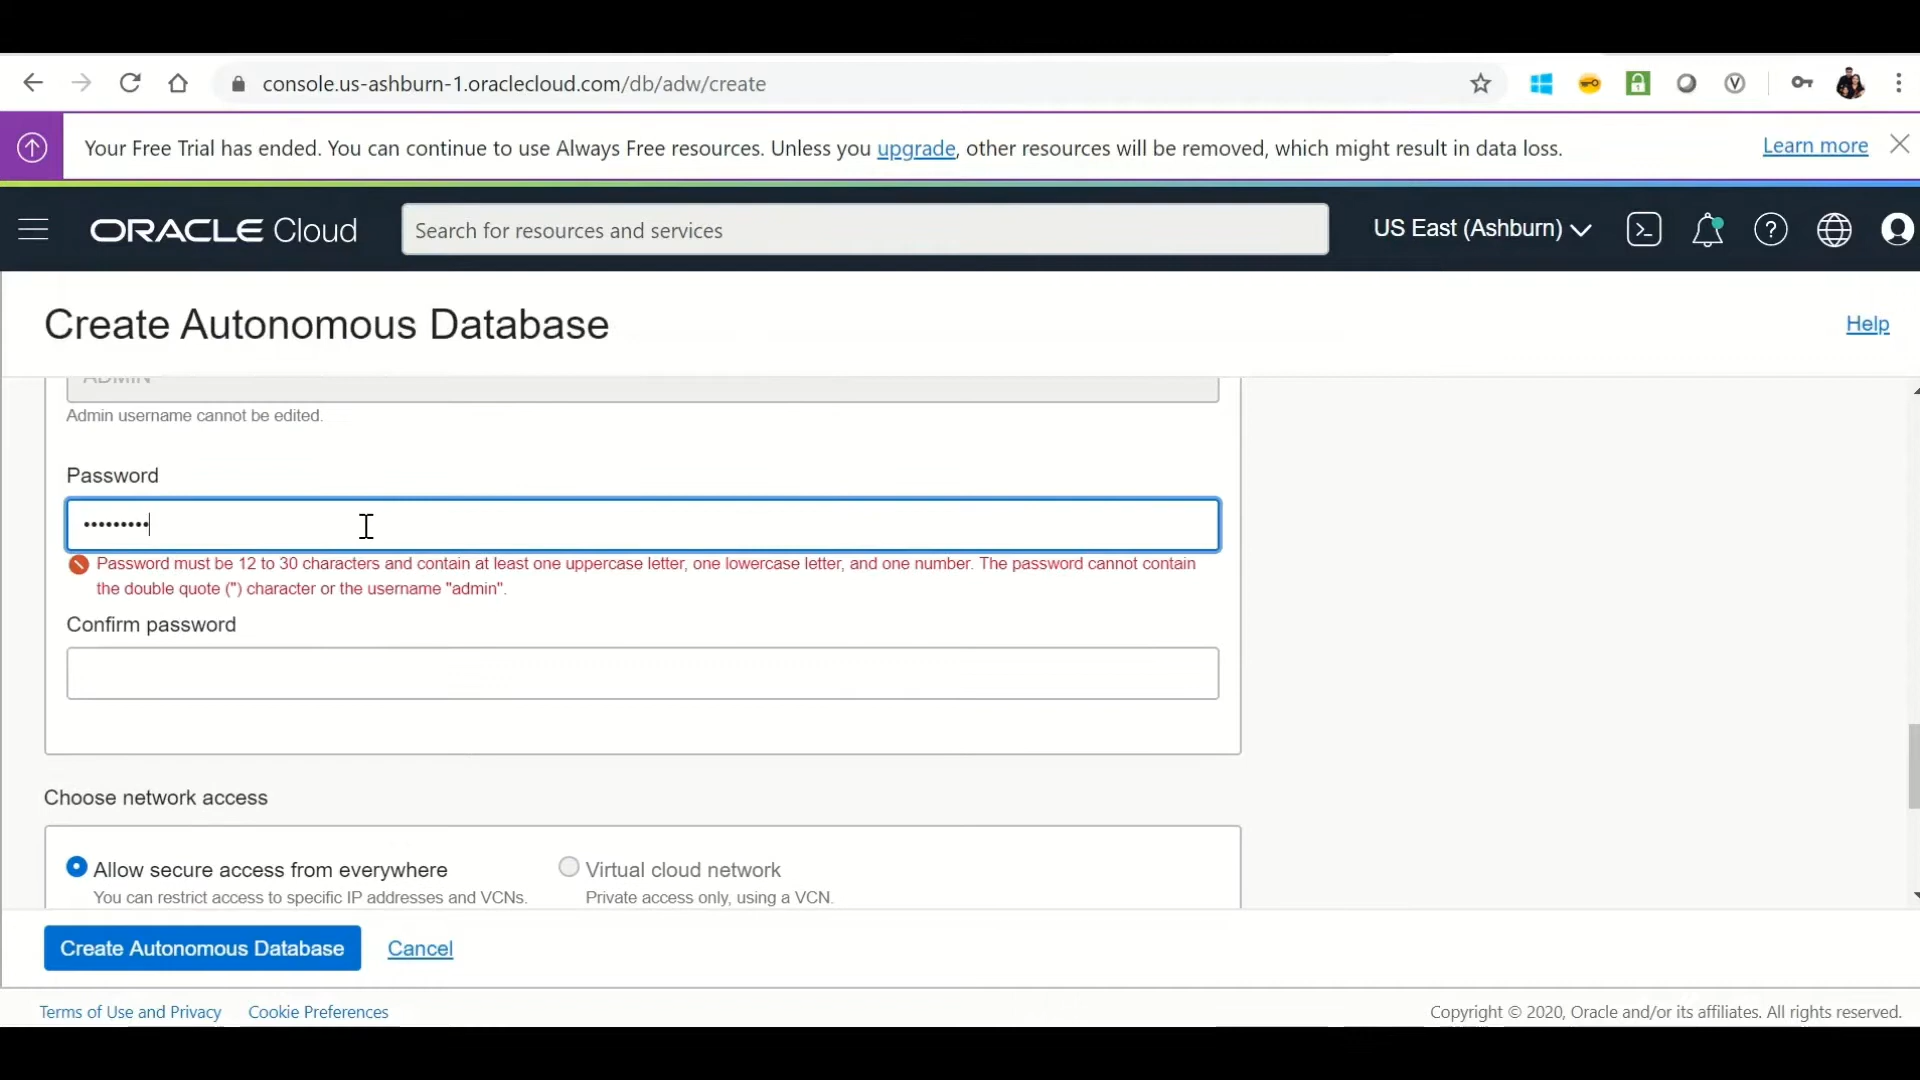 console.us-ashburn-1.oraclecloud.com/db/adw/create
Your Free Trial has ended. You can continue to use Always Free resources. Unless you upgrade, other resources will be removed, which might result in data loss.
Learn more
ORACLE Cloud
Search for resources and services
US East (Ashburn)
Create Autonomous Database
Help
ADMIN
Admin username cannot be edited.
Password
•••••••••
Password must be 12 to 30 characters and contain at least one uppercase letter, one lowercase letter, and one number. The password cannot contain
the double quote (") character or the username "admin".
Confirm password
Choose network access
Allow secure access from everywhere
You can restrict access to specific IP addresses and VCNs.
Virtual cloud network
Private access only, using a VCN.
Create Autonomous Database
Cancel
Terms of Use and Privacy
Cookie Preferences
Copyright © 2020, Oracle and/or its affiliates. All rights reserved.